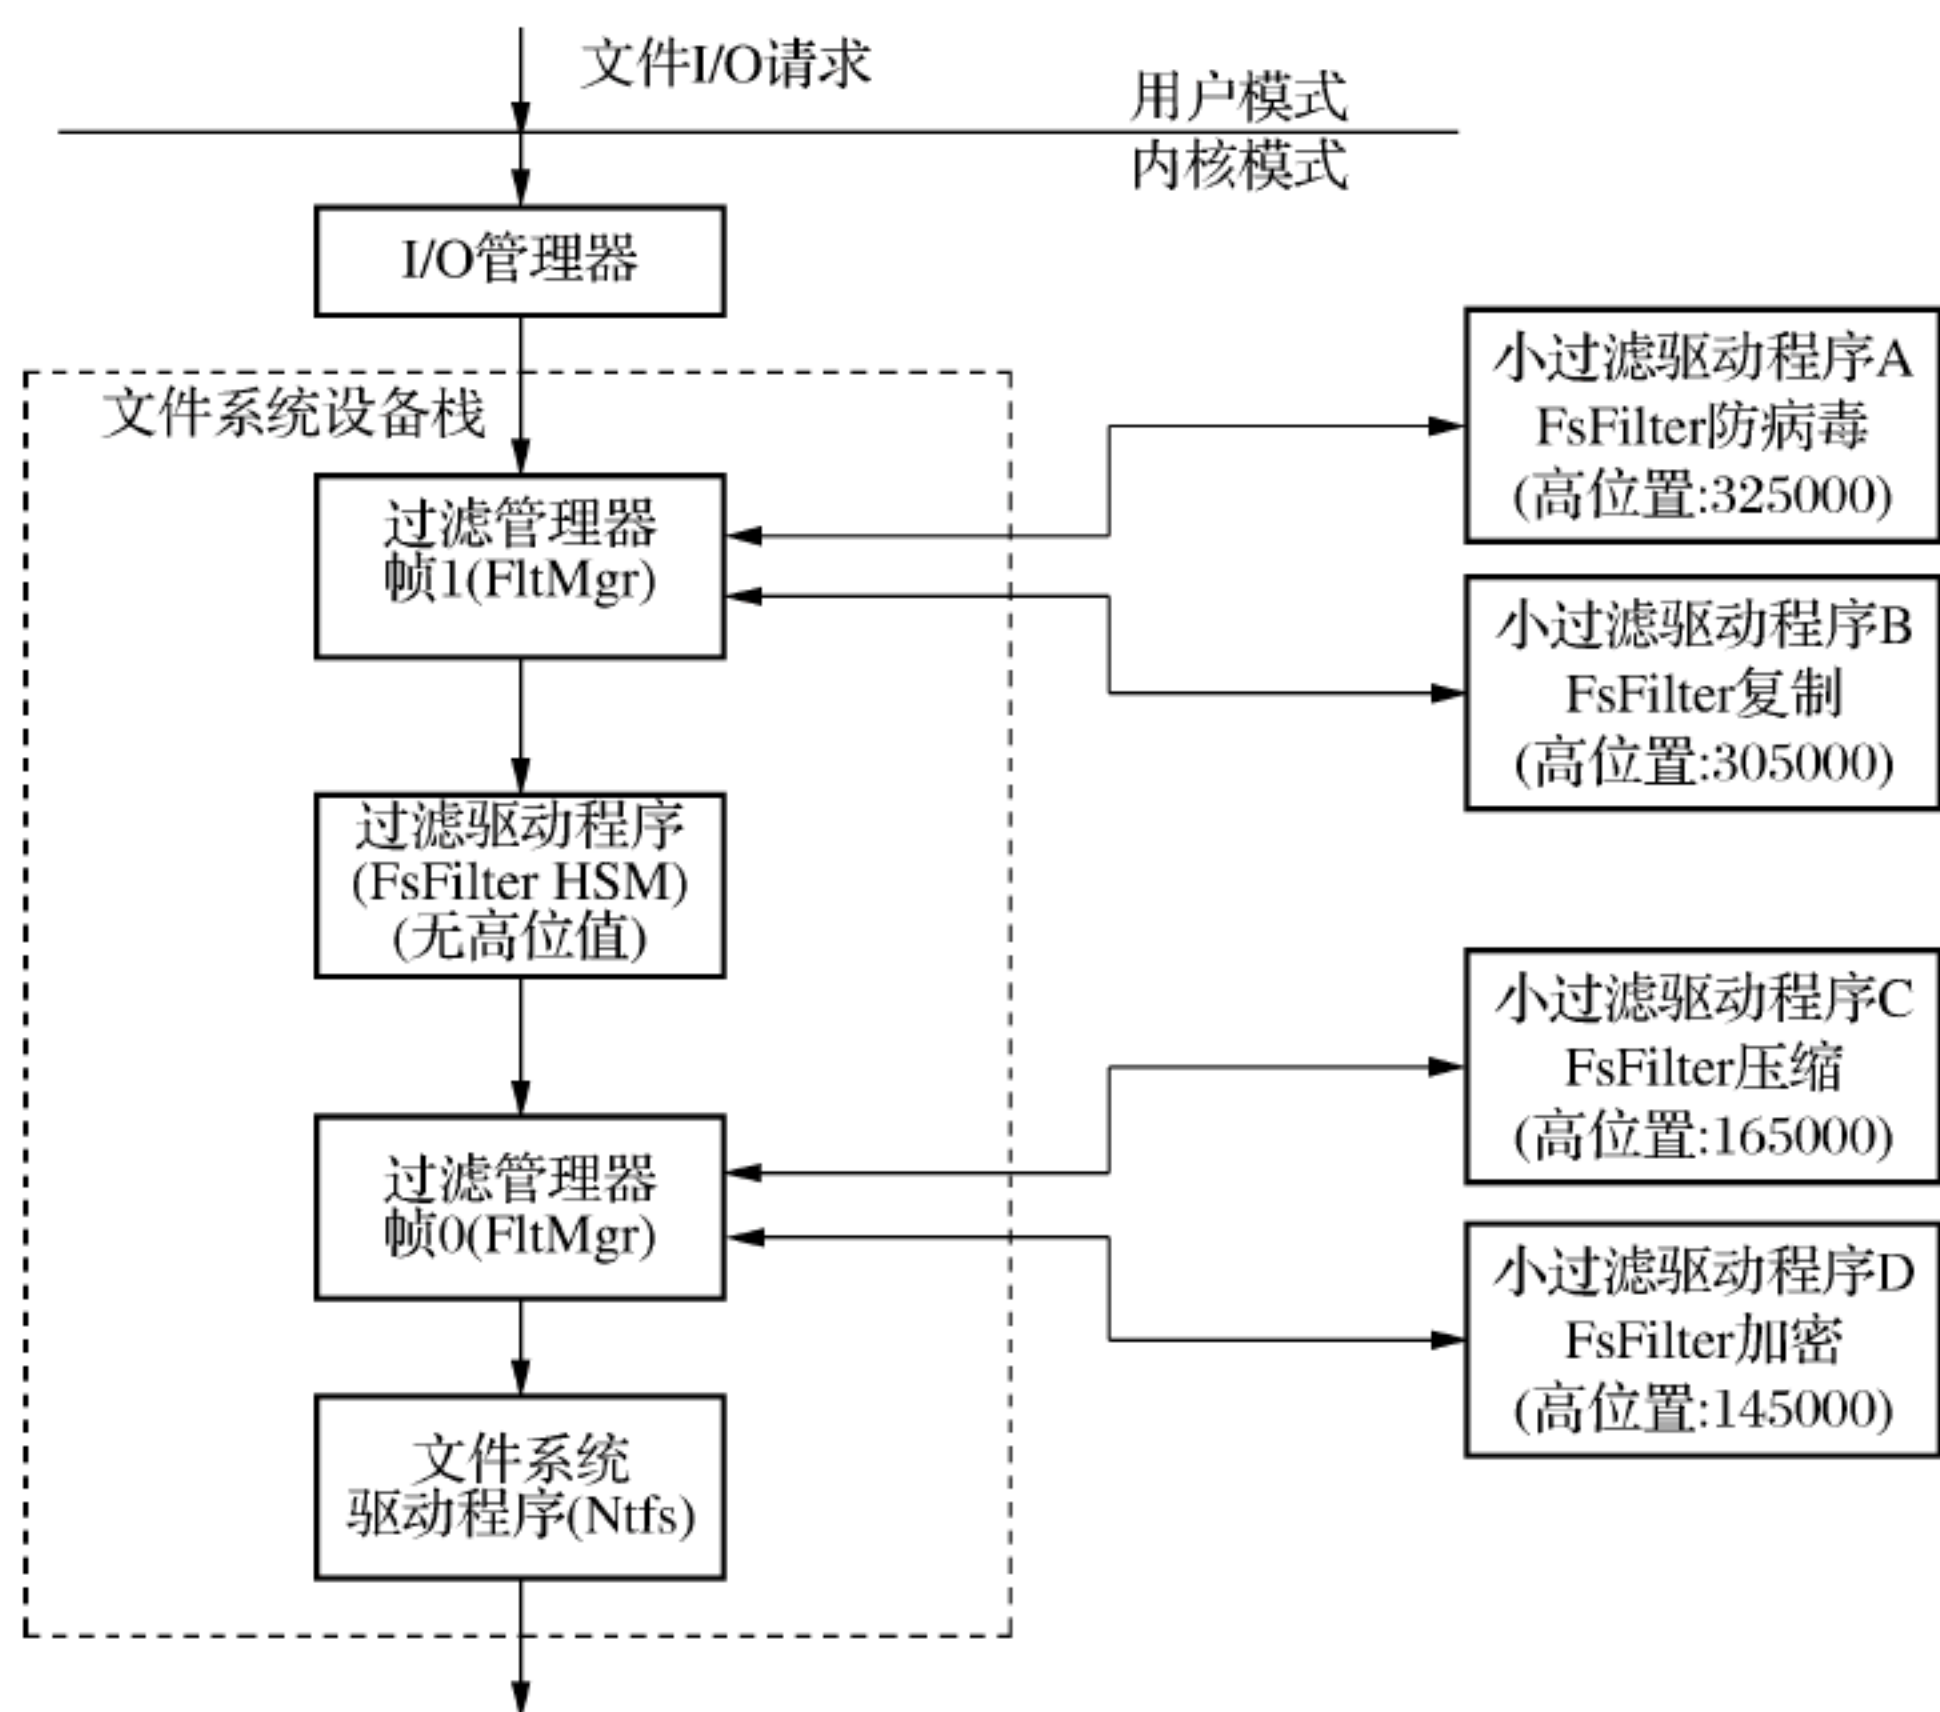 文件I/O请求
用户模式
内核模式
I/O管理器
文件系统设备栈
过滤管理器
帧1(FltMgr)
小过滤驱动程序A
FsFilter防病毒
(高位置:325000)
小过滤驱动程序B
FsFilter复制
(高位置:305000)
过滤驱动程序
(FsFilter HSM)
(无高位值)
小过滤驱动程序C
FsFilter压缩
(高位置:165000)
过滤管理器
帧0(FltMgr)
小过滤驱动程序D
FsFilter加密
(高位置:145000)
文件系统
驱动程序(Ntfs)